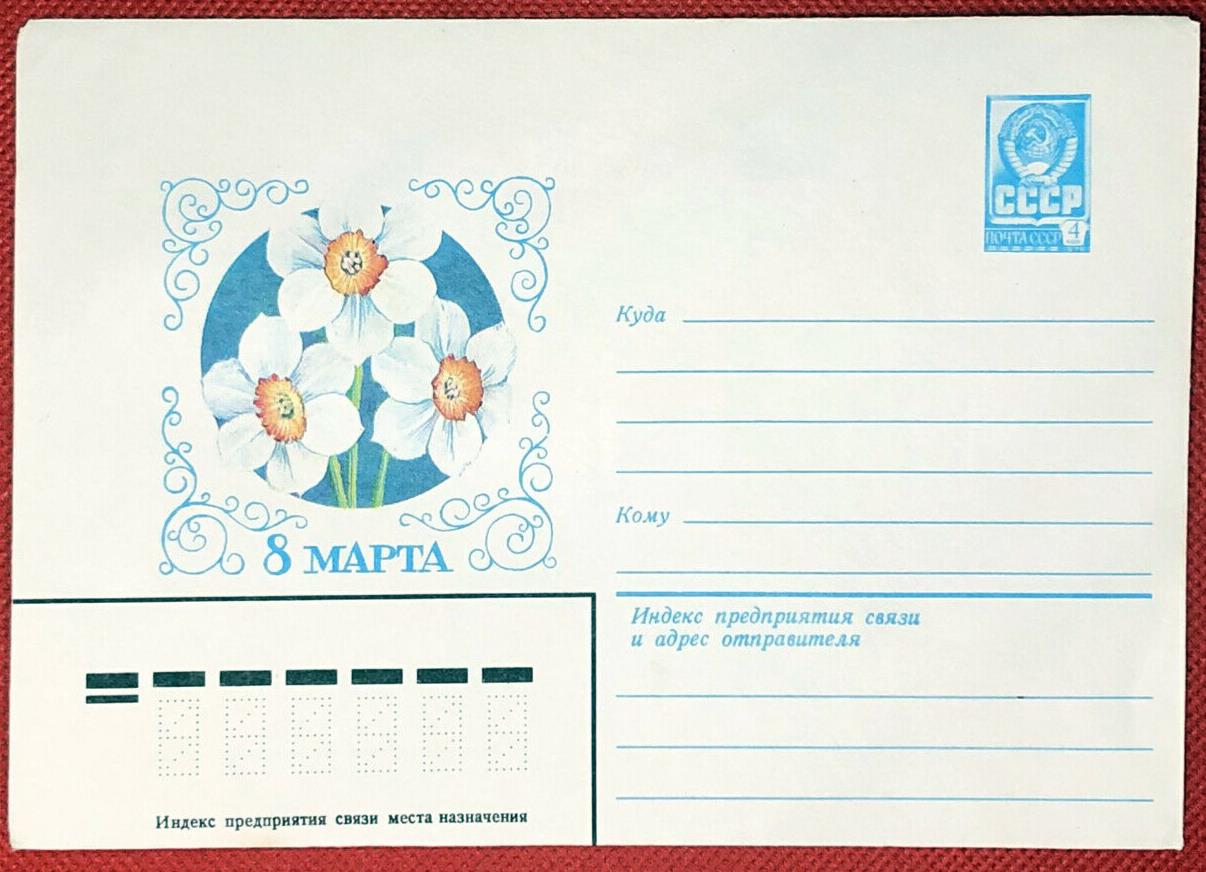 СССР
ПОЧТА СССР 4
Куда
Кому
8 МАРТА
Индекс предприятия связи
и адрес отправителя
Индекс предприятия связи места назначения